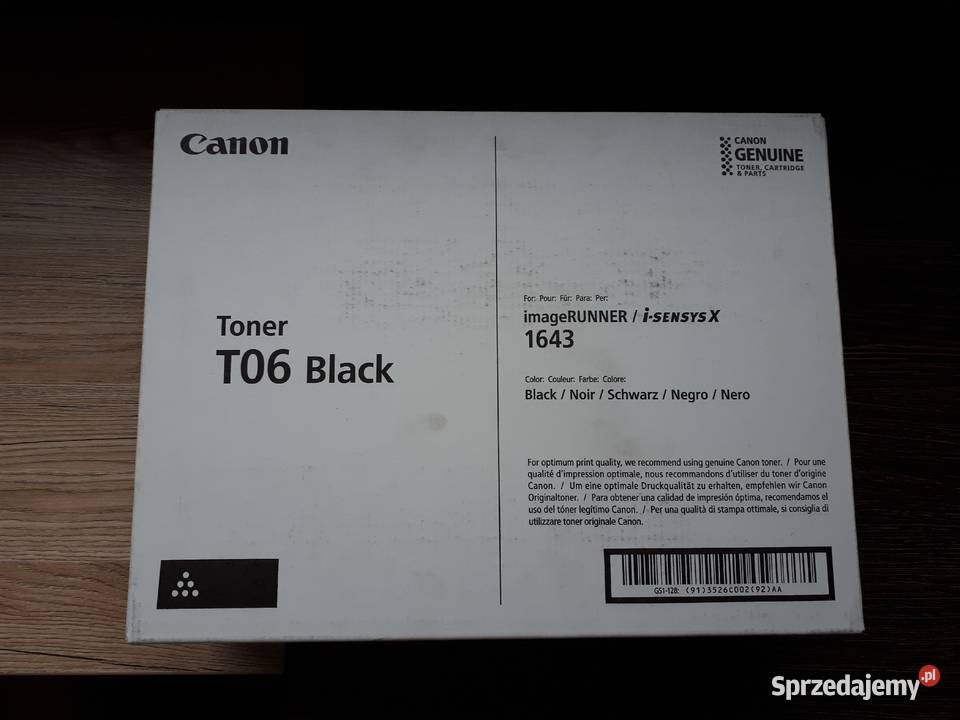 Canon
Toner
T06 Black
CANON
GENUINE
TONER, CARTRIDGE
& PARTS
For: Pour: Für: Para: Per:
imageRUNNER / i-SENSYS X
1643
Color: Couleur: Farbe: Colore:
Black / Noir / Schwarz / Negro / Nero
For optimum print quality, we recommend using genuine Canon toner. / Pour une
qualité d'impression optimale, nous recommandons d'utiliser du toner d'origine
Canon. / Um eine optimale Druckqualität zu erhalten, empfehlen wir Canon
Originaltoner. / Para obtener una calidad de impresión óptima, recomendamos el
uso del tóner legítimo Canon. / Per una qualità di stampa ottimale, si consiglia di
utilizzare toner originale Canon.
GS1-128: (91)3526C002(92)AA
Sprzedajemy.pl